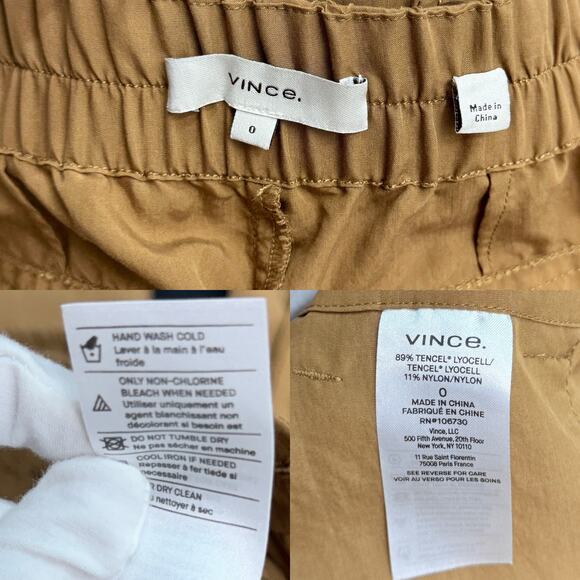 VINCE.
0
Made in
China
HAND WASH COLD
Laver à la main à l'eau
froide
ONLY NON-CHLORINE
BLEACH WHEN NEEDED
Utiliser uniquement un
agent blanchissant non
décolorant si besoin est
DO NOT TUMBLE DRY
Ne pas sécher en machine
COOL IRON IF NEEDED
Repasser à fer tiède si
necessaire
DRY CLEAN
nettoyer à sec
VINCE.
89% TENCEL® LYOCELL/
TENCEL® LYOCELL
11% NYLON/NYLON
0
MADE IN CHINA
FABRIQUÉ EN CHINE
RN#106730
Vince, LLC
500 Fifth Avenue, 20th Floor
New York, NY 10110
11 Rue Saint Florentin
75008 Paris France
SEE REVERSE FOR CARE
VOIR AU VERSO POUR LES SOINS